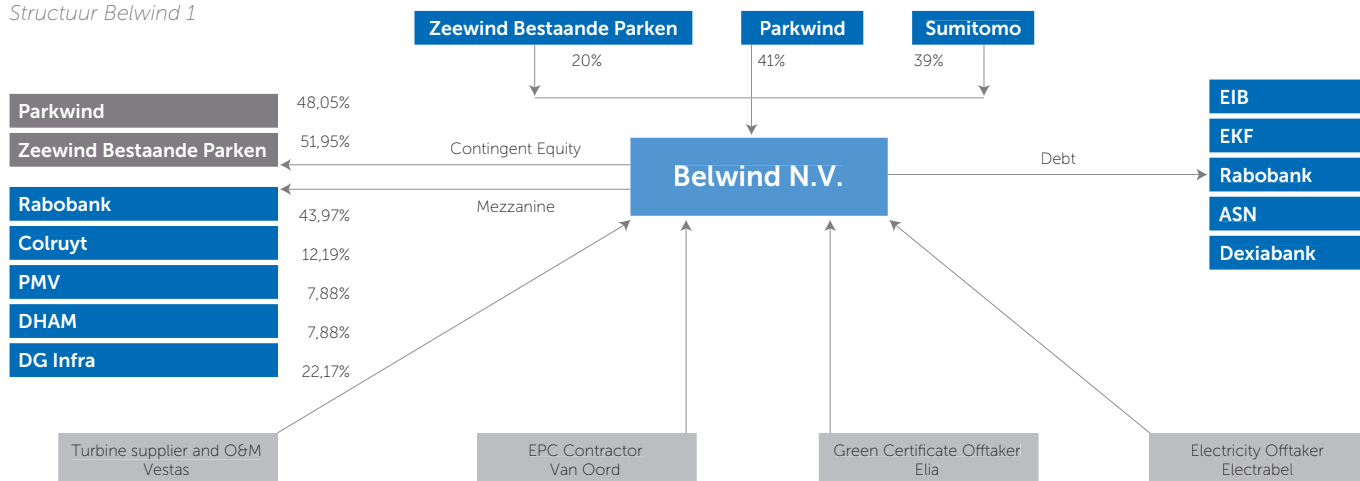 Structuur Belwind 1
Zeewind Bestaande Parken
Parkwind
Sumitomo
20%
41%
39%
Parkwind
48,05%
Zeewind Bestaande Parken
51,95%
Contingent Equity
Mezzanine
Rabobank
43,97%
Colruyt
12,19%
PMV
7,88%
DHAM
7,88%
DG Infra
22,17%
Belwind N.V.
Debt
EIB
EKF
Rabobank
ASN
Dexiabank
Turbine supplier and O&M
Vestas
EPC Contractor
Van Oord
Green Certificate Offtaker
Elia
Electricity Offtaker
Electrabel